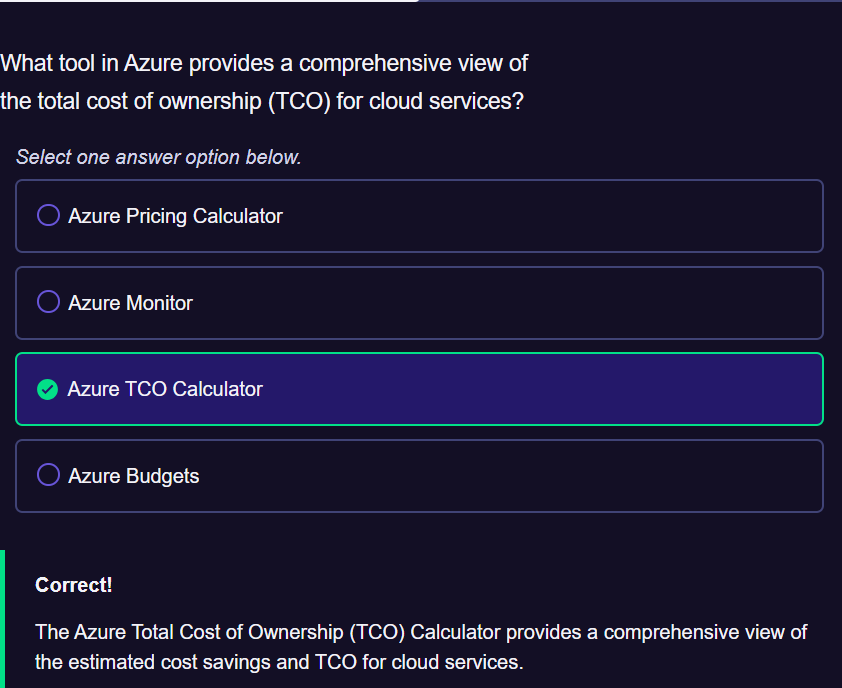 What tool in Azure provides a comprehensive view of
the total cost of ownership (TCO) for cloud services?
Select one answer option below.
Azure Pricing Calculator
Azure Monitor
Azure TCO Calculator
Azure Budgets
Correct!
The Azure Total Cost of Ownership (TCO) Calculator provides a comprehensive view of
the estimated cost savings and TCO for cloud services.